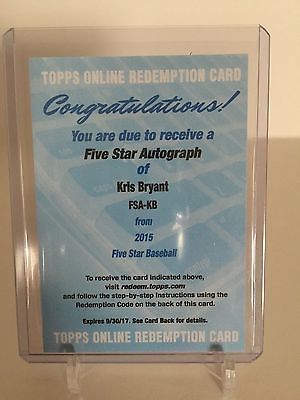 TOPPS ONLINE REDEMPTION CARD
Congratulations!
You are due to receive a
Five Star Autograph
of
Kris Bryant
FSA-KB
from
2015
Five Star Baseball
To receive the card indicated above,
visit redeem.topps.com
and follow the step-by-step instructions using the
Redemption Code on the back of this card.
Expires 9/30/17. See Card Back for details.
TOPPS ONLINE REDEMPTION CARD